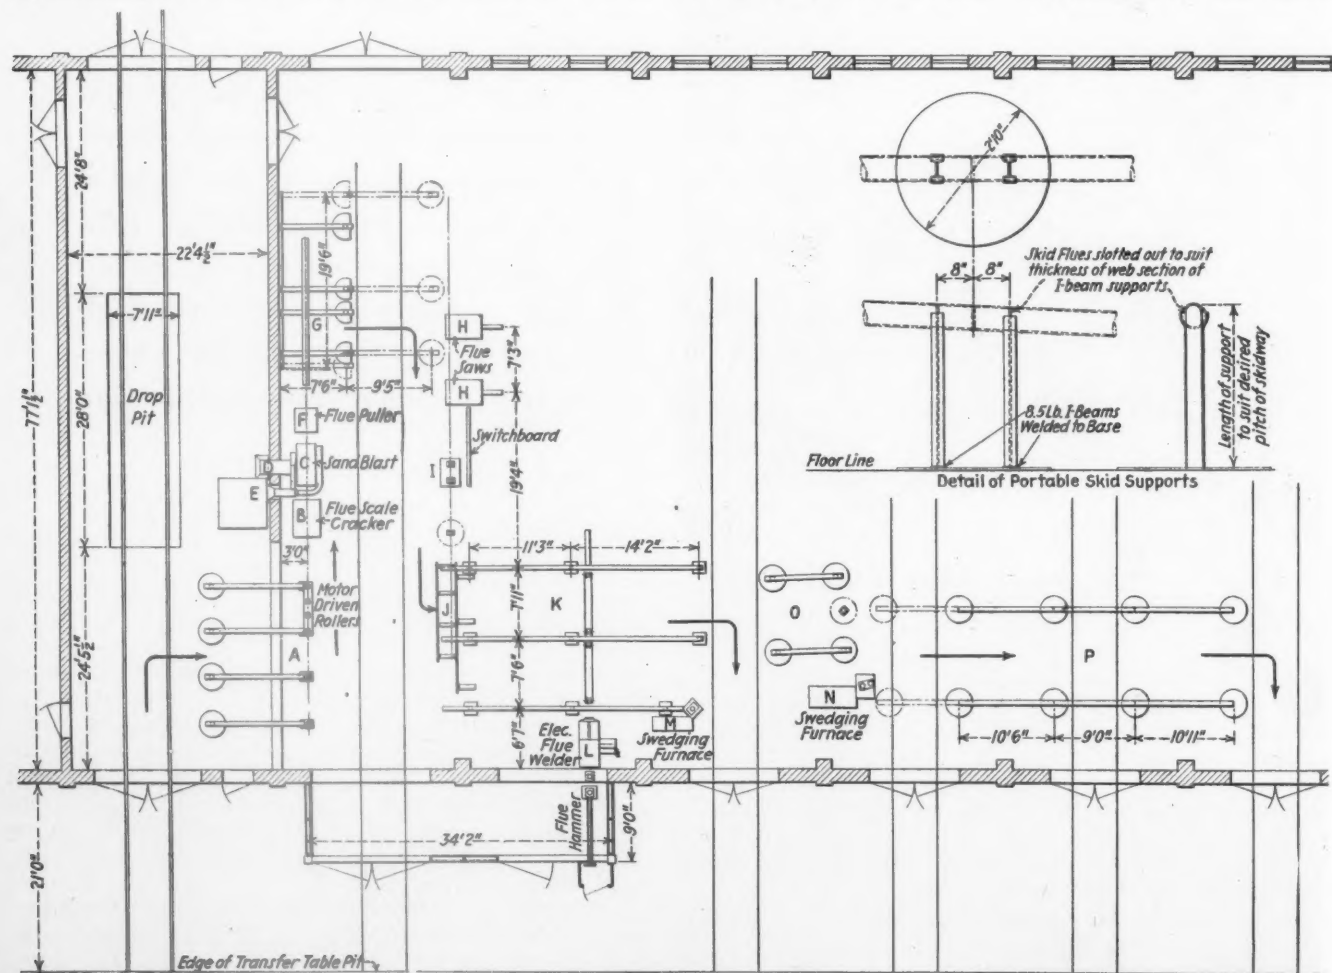 2'10"
Skid Flues slotted out to suit
thickness of web section of
I-beam supports
8"
8"
Length of support
to suit desired
pitch of skidway
8.5 Lb. I-Beams
Welded to Base
Floor Line
Detail of Portable Skid Supports
24'8"
22'4½"
7'11"
Drop
Pit
28'0"
77'1½"
24'5½"
21'0"
19'6"
G
7'6"
9'5"
H
Flue
Saws
H
7'3"
Switchboard
19'4"
F
Flue Puller
C
Sand Blast
E
B
Flue Scale
Cracker
I
3'0"
Motor
Driven
Rollers
A
11'3"
14'2"
J
K
7'11"
7'6"
6'7"
Elec.
Flue
Welder
L
M
Swedging
Furnace
O
N
Swedging
Furnace
P
10'6"
9'0"
10'11"
Flue
Hammer
34'2"
9'0"
Edge of Transfer Table Pit